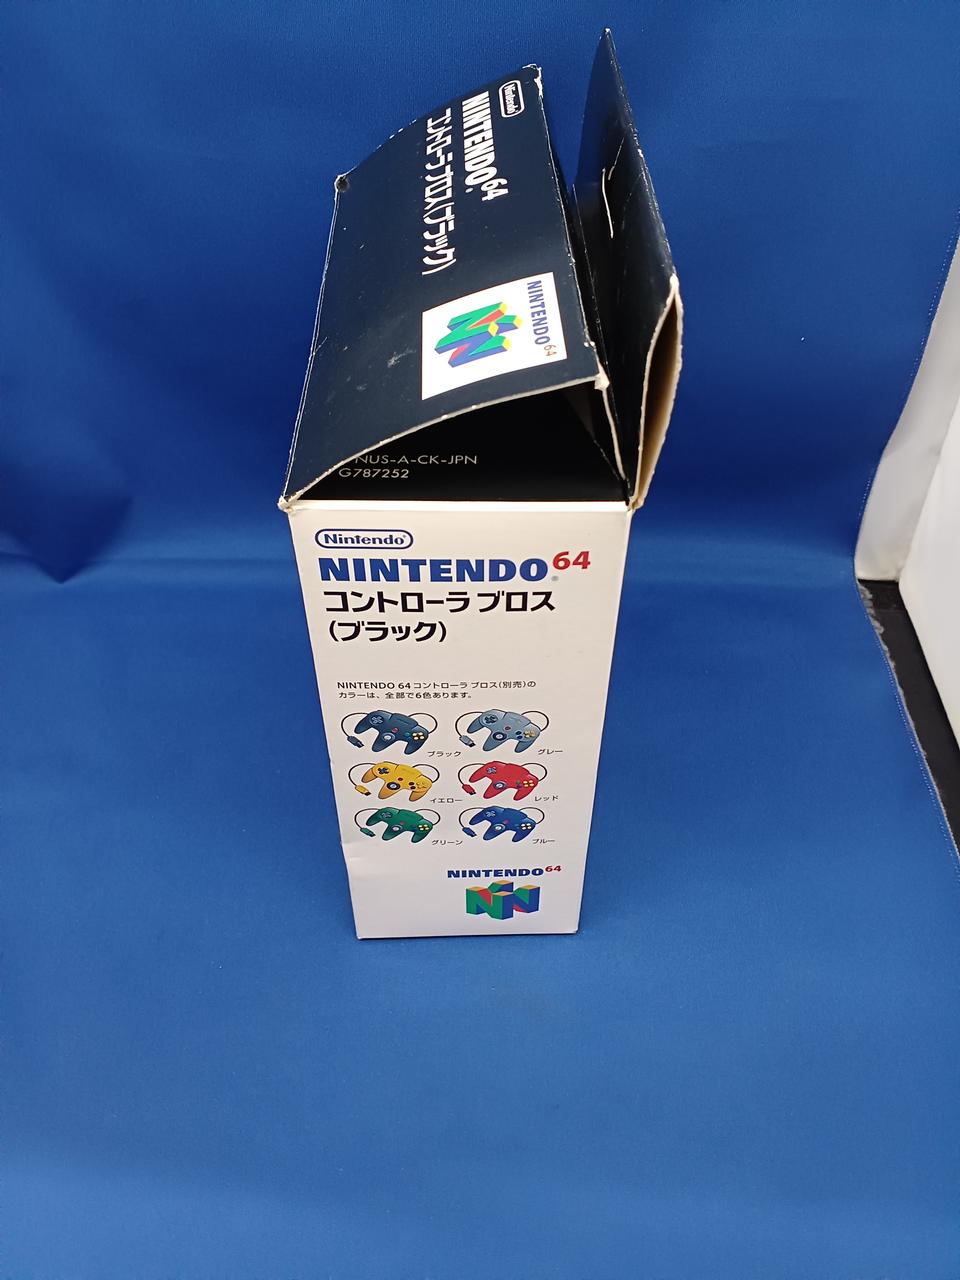 Nintendo
NINTENDO64
コントローラ ブロス(ブラック)
NINTENDO64
NUS-A-CK-JPN
G787252
Nintendo
NINTENDO64
®
コントローラ ブロス
(ブラック)
NINTENDO 64 コントローラ ブロス(別売)の
カラーは、全部で6色あります。
ブラック
グレー
イエロー
レッド
グリーン
ブルー
NINTENDO64